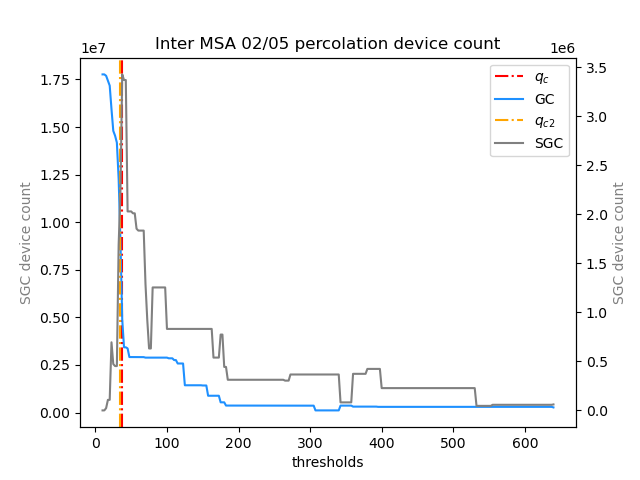 Inter MSA 02/05 percolation device count
1e7
1e6
SGC device count
1.75
1.50
1.25
1.00
0.75
0.50
0.25
0.00
q_c
GC
q_{c2}
SGC
3.5
3.0
2.5
2.0
1.5
1.0
0.5
0.0
SGC device count
0 100 200 300 400 500 600
thresholds